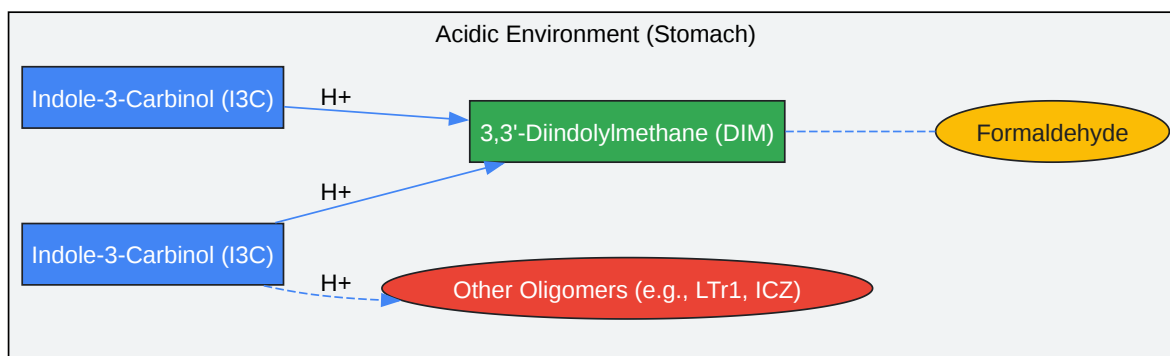 Acidic Environment (Stomach)
Indole-3-Carbinol (I3C)
H+
3,3'-Diindolylmethane (DIM)
Formaldehyde
H+
Indole-3-Carbinol (I3C)
H+
Other Oligomers (e.g., LTr1, ICZ)